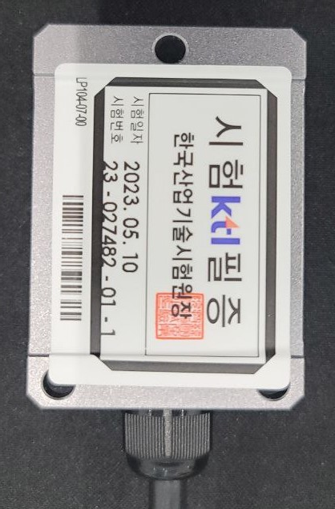 시험 ktl 필증
한국산업기술시험원장
시험일자 2023. 05. 10
시험번호 23 - 027482 - 01 - 1
LP104-07-00